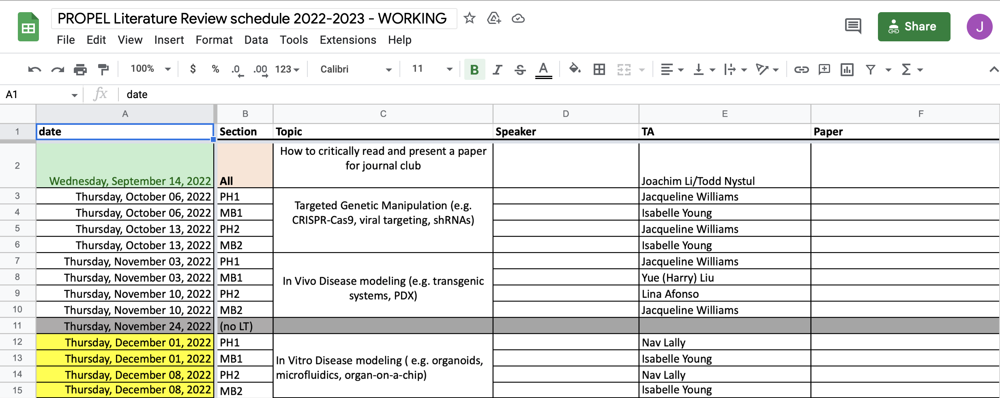 PROPEL Literature Review schedule 2022-2023 - WORKING
File Edit View Insert Format Data Tools Extensions Help
Share
J
100% $ % .0 .00 123 Calibri 11 B I S A
A1 fx date
A B C D E F
1 date Section Topic Speaker TA Paper
How to critically read and present a paper
for journal club
2 Wednesday, September 14, 2022 All Joachim Li/Todd Nystul
3 Thursday, October 06, 2022 PH1 Jacqueline Williams
Targeted Genetic Manipulation (e.g.
4 Thursday, October 06, 2022 MB1 Isabelle Young
CRISPR-Cas9, viral targeting, shRNAs)
5 Thursday, October 13, 2022 PH2 Jacqueline Williams
6 Thursday, October 13, 2022 MB2 Isabelle Young
7 Thursday, November 03, 2022 PH1 Jacqueline Williams
8 Thursday, November 03, 2022 MB1 Yue (Harry) Liu
In Vivo Disease modeling (e.g. transgenic
systems, PDX)
9 Thursday, November 10, 2022 PH2 Lina Afonso
10 Thursday, November 10, 2022 MB2 Jacqueline Williams
11 Thursday, November 24, 2022 (no LT)
12 Thursday, December 01, 2022 PH1 Nav Lally
13 Thursday, December 01, 2022 MB1 Isabelle Young
In Vitro Disease modeling ( e.g. organoids,
microfluidics, organ-on-a-chip)
14 Thursday, December 08, 2022 PH2 Nav Lally
15 Thursday, December 08, 2022 MB2 Isabelle Young